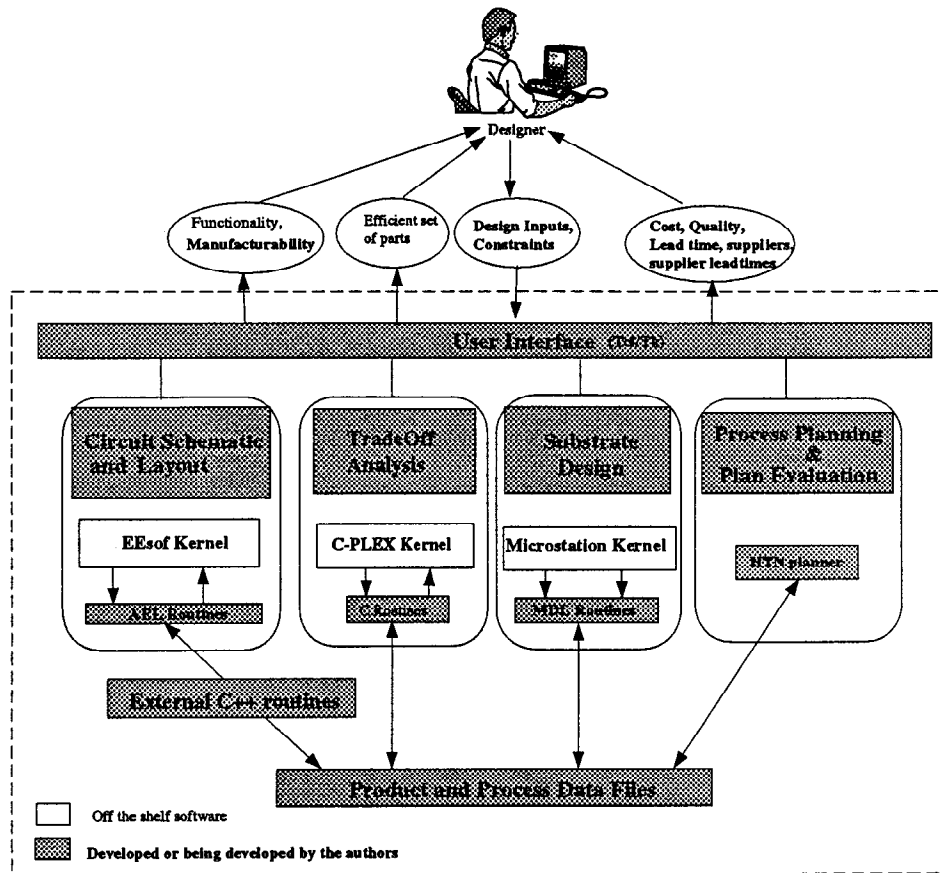 Designer
Functionality,
Manufacturability
Efficient set
of parts
Design Inputs,
Constraints
Cost, Quality,
Lead time, suppliers,
supplier leadtimes
User Interface
Circuit Schematic
and Layout
TradeOff
Analysis
Substrate
Design
Process Planning
&
Plan Evaluation
EEsof Kernel
C-PLEX Kernel
Microstation Kernel
HTN planner
AEL Routines
C Routines
MDL Routines
External C++ routines
Product and Process Data Files
Off the shelf software
Developed or being developed by the authors